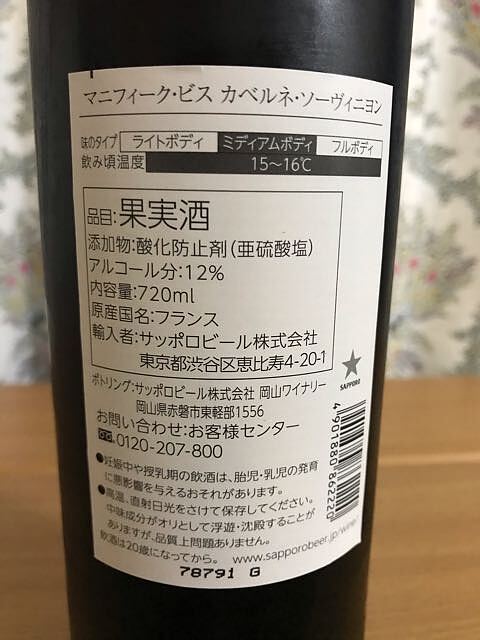 マニフィーク・ビス カベルネ・ソーヴィニヨン
味のタイプ ライトボディ ミディアムボディ フルボディ
飲み頃温度 15～16℃
品目:果実酒
添加物:酸化防止剤(亜硫酸塩)
アルコール分:12%
内容量:720ml
原産国名:フランス
輸入者:サッポロビール株式会社
東京都渋谷区恵比寿4-20-1
SAPPORO
ボトリング:サッポロビール株式会社 岡山ワイナリー
岡山県赤磐市東軽部1556
お問い合わせ:お客様センター
0120-207-800
4901880862220
●妊娠中や授乳期の飲酒は、胎児・乳児の発育
に悪影響を与えるおそれがあります。
●高温、直射日光をさけて保存してください。
中味成分がオリとして浮遊・沈殿することが
ありますが、品質上問題ありません。
飲酒は20歳になってから。 www.sapporobeer.jp/wine/
78791 G